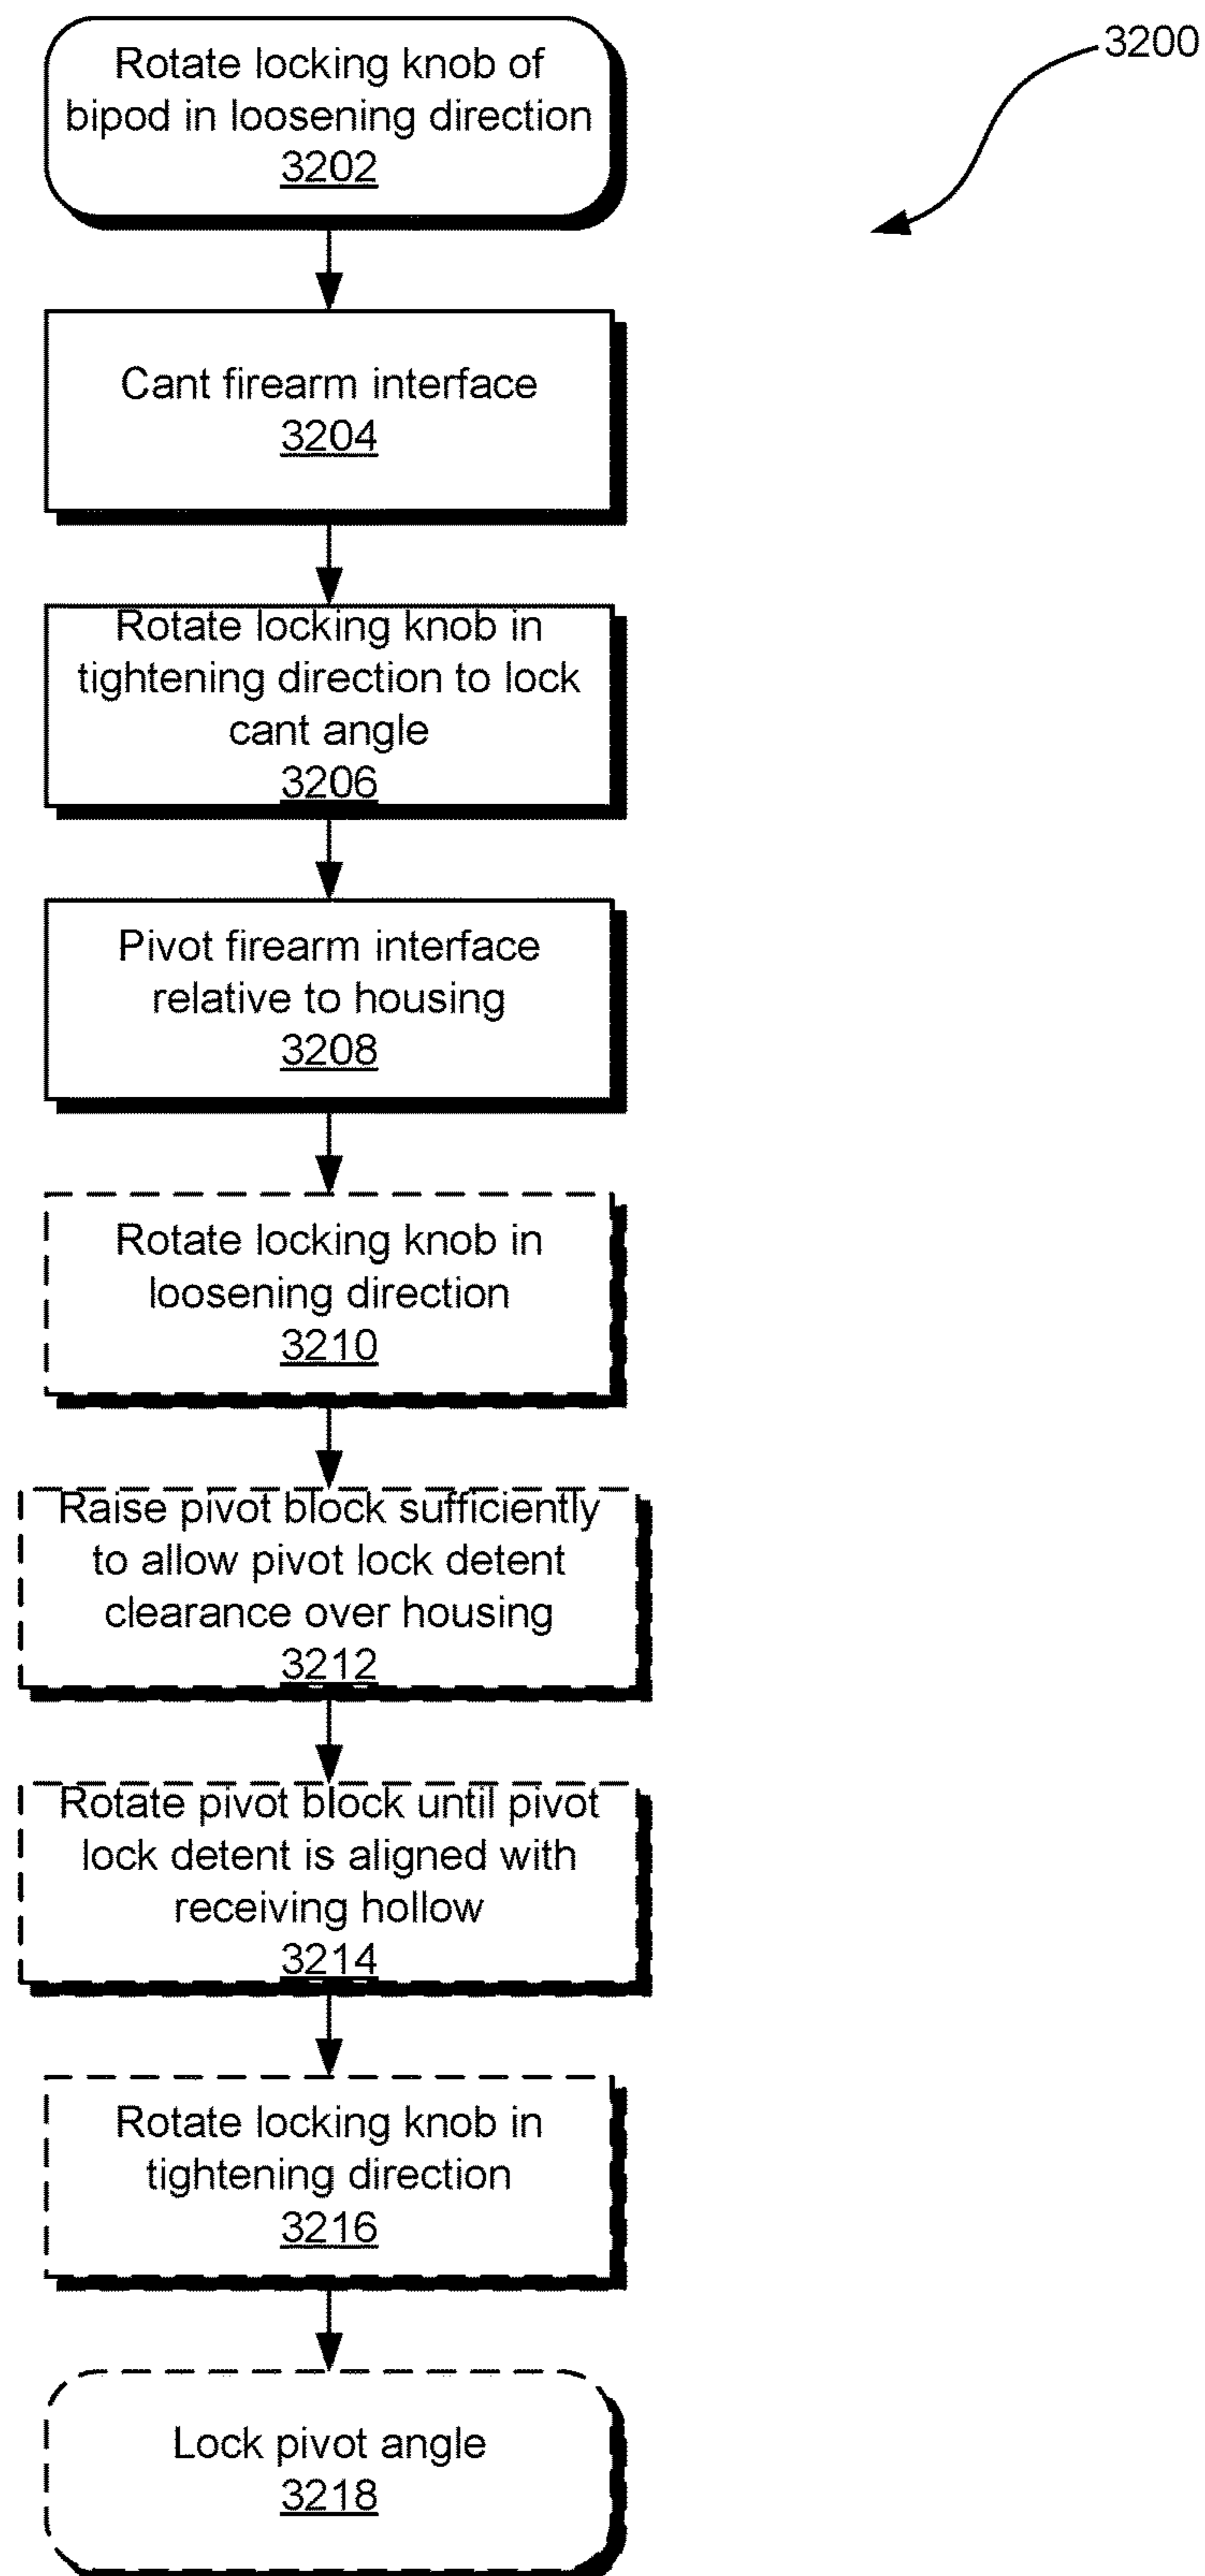 Rotate locking knob of
bipod in loosening direction
3202
3200
Cant firearm interface
3204
Rotate locking knob in
tightening direction to lock
cant angle
3206
Pivot firearm interface
relative to housing
3208
Rotate locking knob in
loosening direction
3210
Raise pivot block sufficiently
to allow pivot lock detent
clearance over housing
3212
Rotate pivot block until pivot
lock detent is aligned with
receiving hollow
3214
Rotate locking knob in
tightening direction
3216
Lock pivot angle
3218